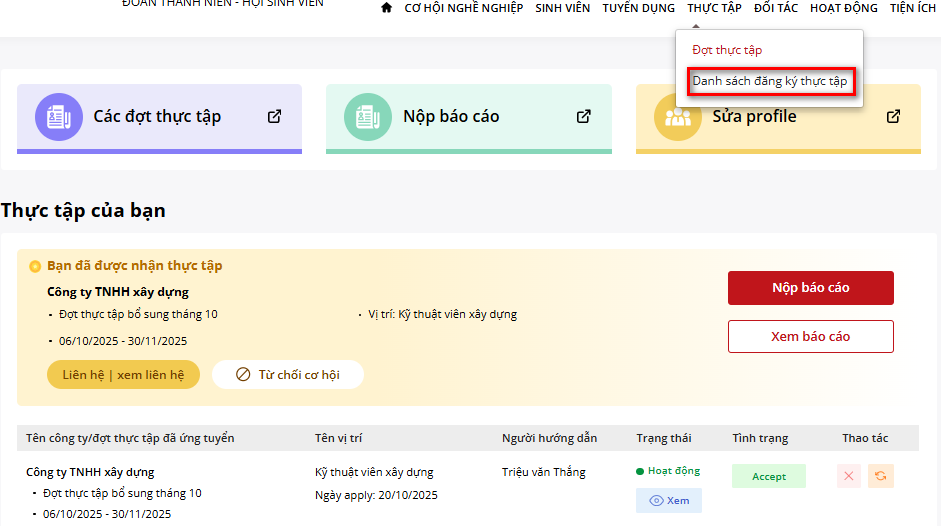 ĐOÀN THANH NIÊN - HỘI SINH VIÊN
CƠ HỘI NGHỀ NGHIỆP SINH VIÊN TUYỂN DỤNG THỰC TẬP ĐỐI TÁC HOẠT ĐỘNG TIỆN ÍCH
Đợt thực tập
Danh sách đăng ký thực tập
Các đợt thực tập
Nộp báo cáo
Sửa profile
Thực tập của bạn
Bạn đã được nhận thực tập
Công ty TNHH xây dựng
• Đợt thực tập bổ sung tháng 10
• Vị trí: Kỹ thuật viên xây dựng
• 06/10/2025 - 30/11/2025
Liên hệ | xem liên hệ
Từ chối cơ hội
Nộp báo cáo
Xem báo cáo
Tên công ty/đợt thực tập đã ứng tuyển Tên vị trí Người hướng dẫn Trạng thái Tình trạng Thao tác
Công ty TNHH xây dựng
• Đợt thực tập bổ sung tháng 10
• 06/10/2025 - 30/11/2025
Kỹ thuật viên xây dựng
Ngày apply: 20/10/2025
Triệu văn Thắng
Hoạt động
Xem
Accept